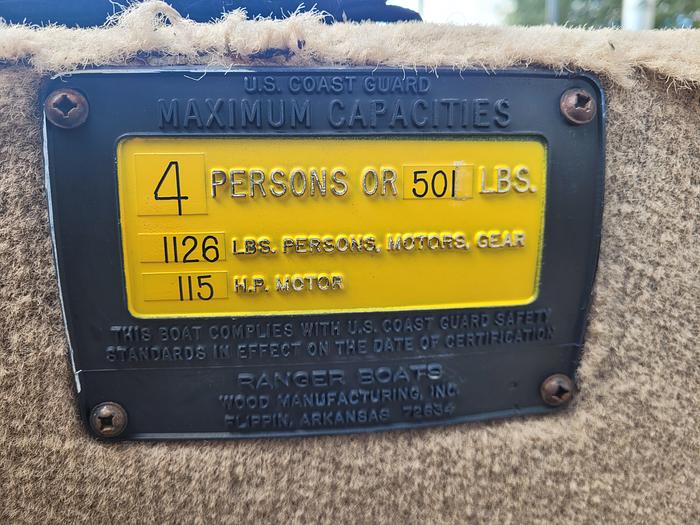 U.S. COAST GUARD
MAXIMUM CAPACITIES
4 PERSONS OR 501 LBS.
1126 LBS. PERSONS, MOTORS, GEAR
115 H.P. MOTOR
THIS BOAT COMPLIES WITH U.S. COAST GUARD SAFETY
STANDARDS IN EFFECT ON THE DATE OF CERTIFICATION
RANGER BOATS
WOOD MANUFACTURING, INC.
FLIPPIN, ARKANSAS 72634